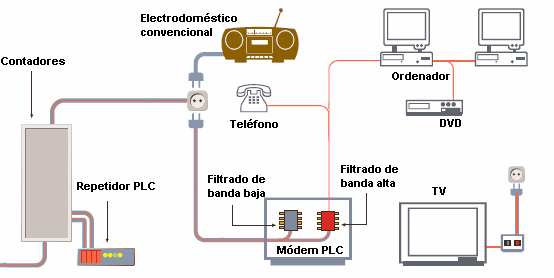 Electrodoméstico
convencional
Contadores
Ordenador
DVD
Teléfono
Filtrado de
banda baja
Filtrado de
banda alta
Repetidor PLC
TV
Módem PLC